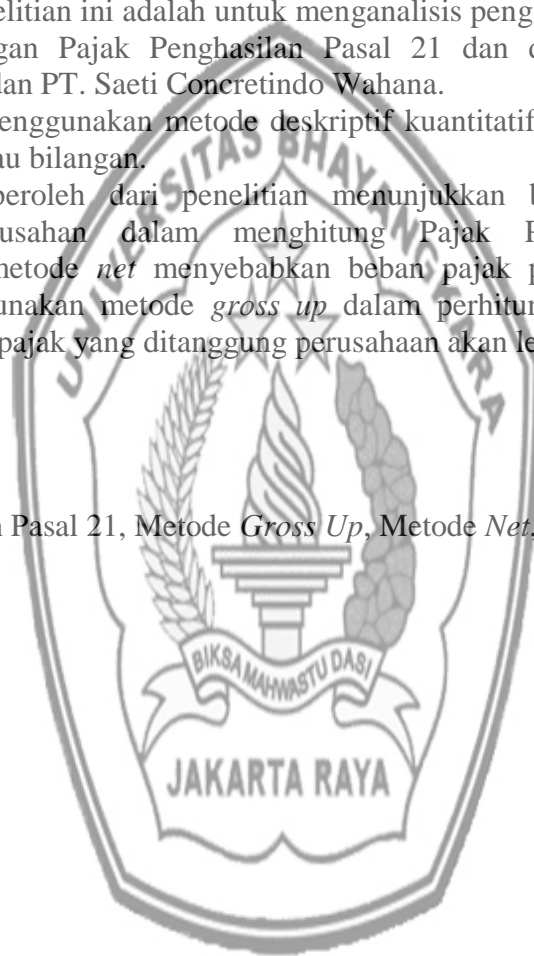 elitian ini adalah untuk menganalisis peng
gan Pajak Penghasilan Pasal 21 dan d
dan PT. Saeti Concretindo Wahana.
enggunakan metode deskriptif kuantitatif
au bilangan.
peroleh dari penelitian menunjukkan b
usahan dalam menghitung Pajak P
metode net menyebabkan beban pajak p
unakan metode gross up dalam perhitun
pajak yang ditanggung perusahaan akan le
n Pasal 21, Metode Gross Up, Metode Net,
UNIVERSITAS BHAYANGKARA
BIKSA MAHWASTU DASI
JAKARTA RAYA